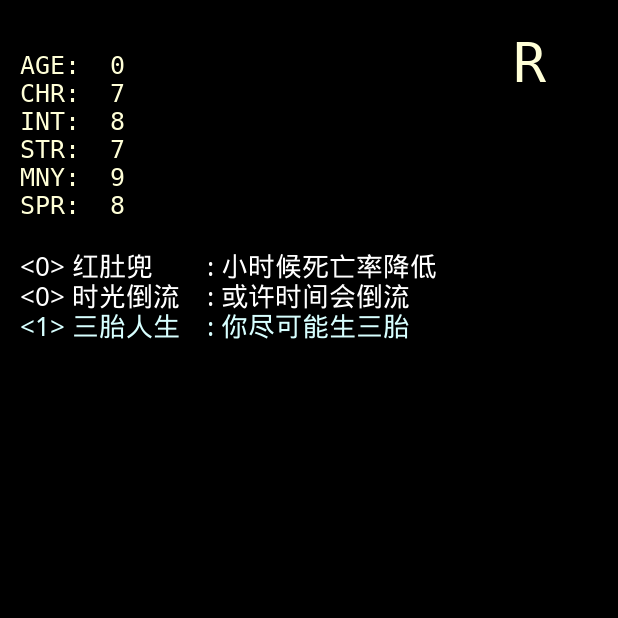 R
AGE: 0
CHR: 7
INT: 8
STR: 7
MNY: 9
SPR: 8
<0> 红肚兜 : 小时候死亡率降低
<0> 时光倒流 : 或许时间会倒流
<1> 三胎人生 : 你尽可能生三胎